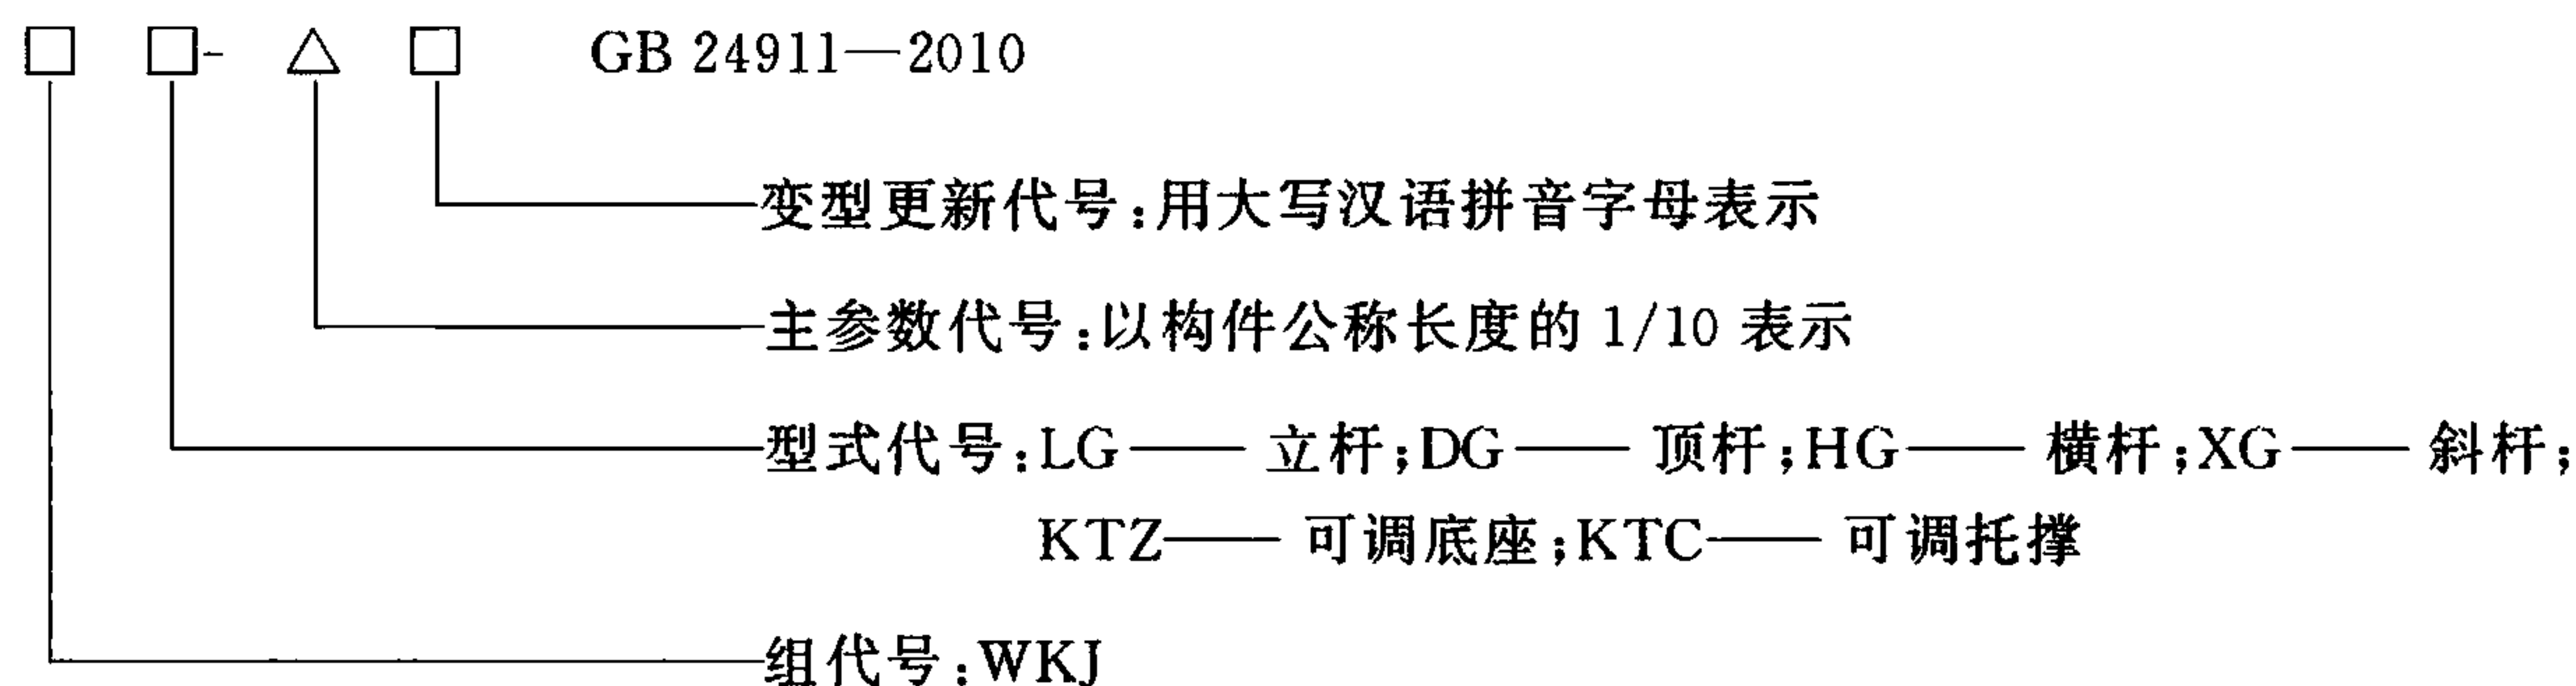 □ □- △ □ GB 24911—2010
变型更新代号:用大写汉语拼音字母表示
主参数代号:以构件公称长度的 1/10 表示
型式代号:LG—— 立杆;DG—— 顶杆;HG—— 横杆;XG—— 斜杆;
KTZ—— 可调底座;KTC—— 可调托撑
组代号:WKJ